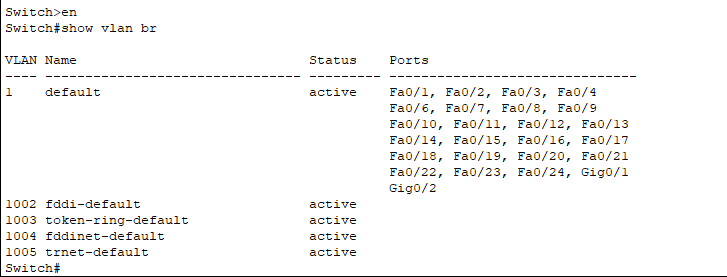 Switch>en
Switch#show vlan br
VLAN Name                             Status    Ports
---- -------------------------------- --------- -------------------------------
1    default                          active    Fa0/1, Fa0/2, Fa0/3, Fa0/4
                                                Fa0/6, Fa0/7, Fa0/8, Fa0/9
                                                Fa0/10, Fa0/11, Fa0/12, Fa0/13
                                                Fa0/14, Fa0/15, Fa0/16, Fa0/17
                                                Fa0/18, Fa0/19, Fa0/20, Fa0/21
                                                Fa0/22, Fa0/23, Fa0/24, Gig0/1
                                                Gig0/2
1002 fddi-default                     active
1003 token-ring-default               active
1004 fddinet-default                  active
1005 trnet-default                    active
Switch#